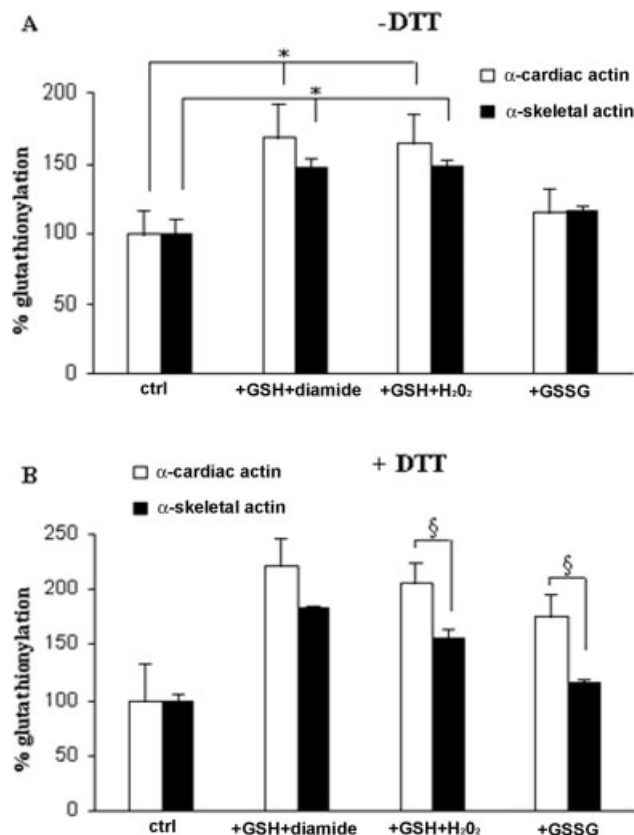 A
-DTT
*
α-cardiac actin
α-skeletal actin
*
% glutathionylation
200
150
100
50
0
ctrl
+GSH+diamide
+GSH+H₂0₂
+GSSG
B
+ DTT
α-cardiac actin
α-skeletal actin
% glutathionylation
250
200
150
100
50
0
§
§
ctrl
+GSH+diamide
+GSH+H₂0₂
+GSSG